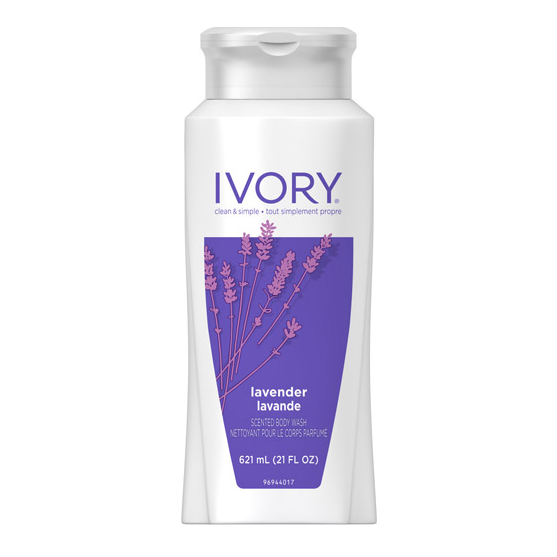 IVORY®
clean & simple • tout simplement propre
lavender
lavande
SCENTED BODY WASH
NETTOYANT POUR LE CORPS PARFUMÉ
621 mL (21 FL OZ)
96944017